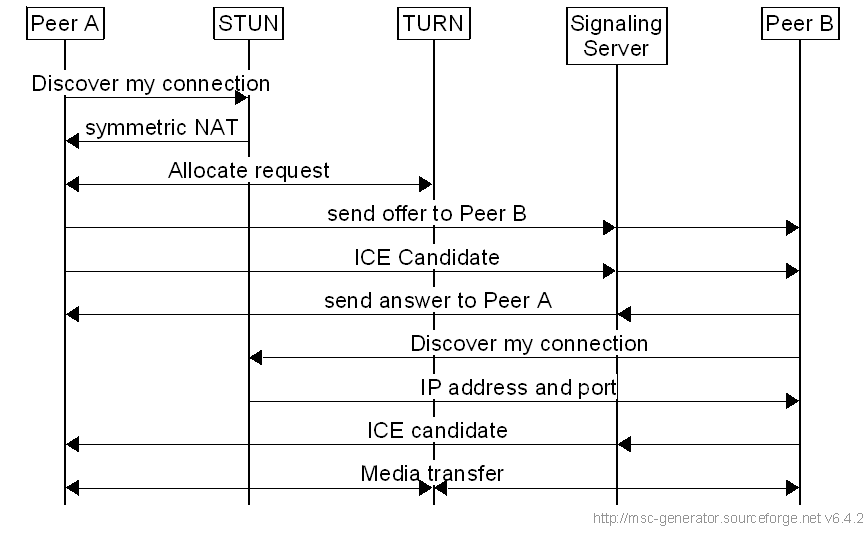 Peer A
STUN
TURN
Signaling
Server
Peer B
Discover my connection
symmetric NAT
Allocate request
send offer to Peer B
ICE Candidate
send answer to Peer A
Discover my connection
IP address and port
ICE candidate
Media transfer
http://msc-generator.sourceforge.net v6.4.2